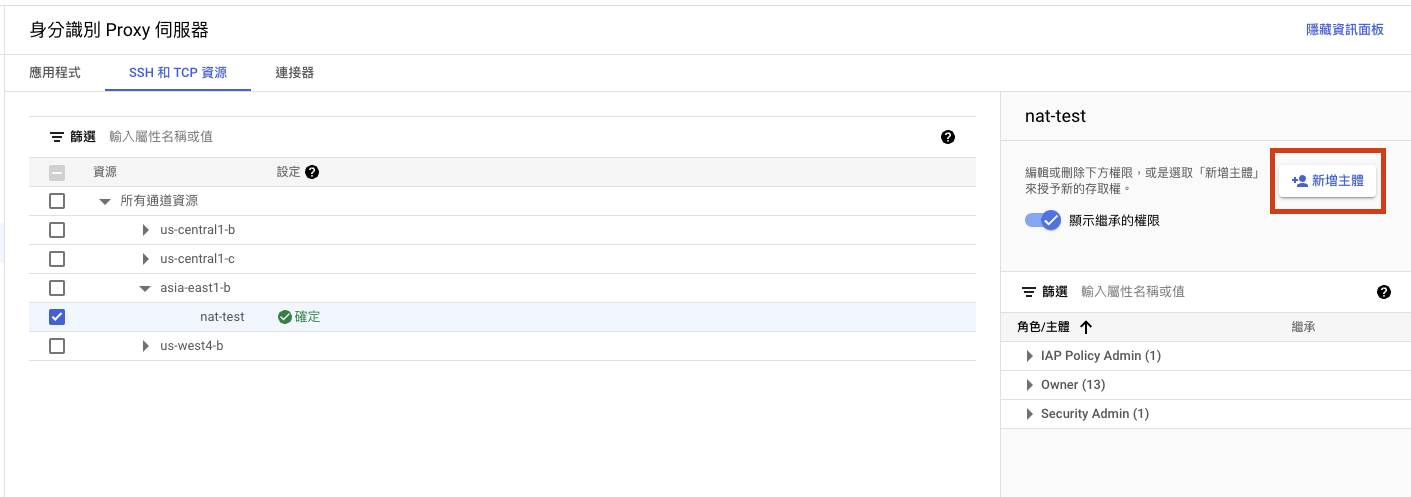 身分識別 Proxy 伺服器
隱藏資訊面板
應用程式
SSH 和 TCP 資源
連接器
篩選 輸入屬性名稱或值
資源
設定
所有通道資源
us-central1-b
us-central1-c
asia-east1-b
nat-test
確定
us-west4-b
nat-test
編輯或刪除下方權限，或是選取「新增主體」
來授予新的存取權。
新增主體
顯示繼承的權限
篩選 輸入屬性名稱或值
角色/主體
繼承
IAP Policy Admin (1)
Owner (13)
Security Admin (1)